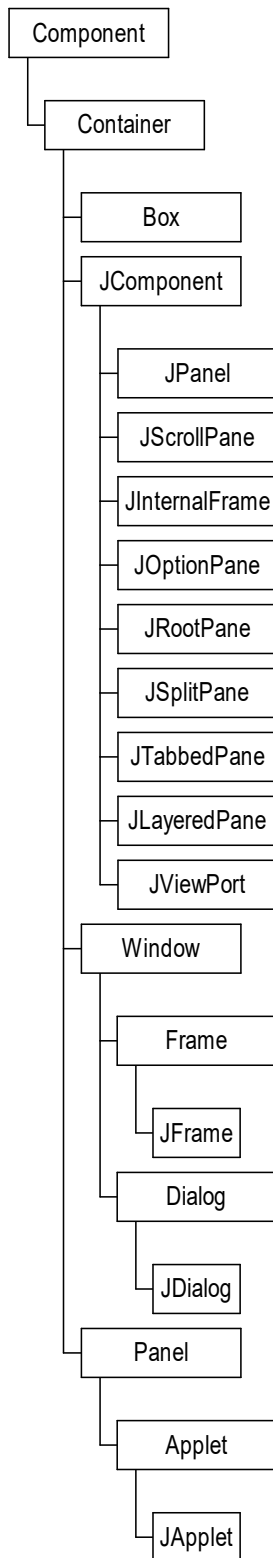 Component
Container
Box
JComponent
JPanel
JScrollPane
JInternalFrame
JOptionPane
JRootPane
JSplitPane
JTabbedPane
JLayeredPane
JViewPort
Window
Frame
JFrame
Dialog
JDialog
Panel
Applet
JApplet